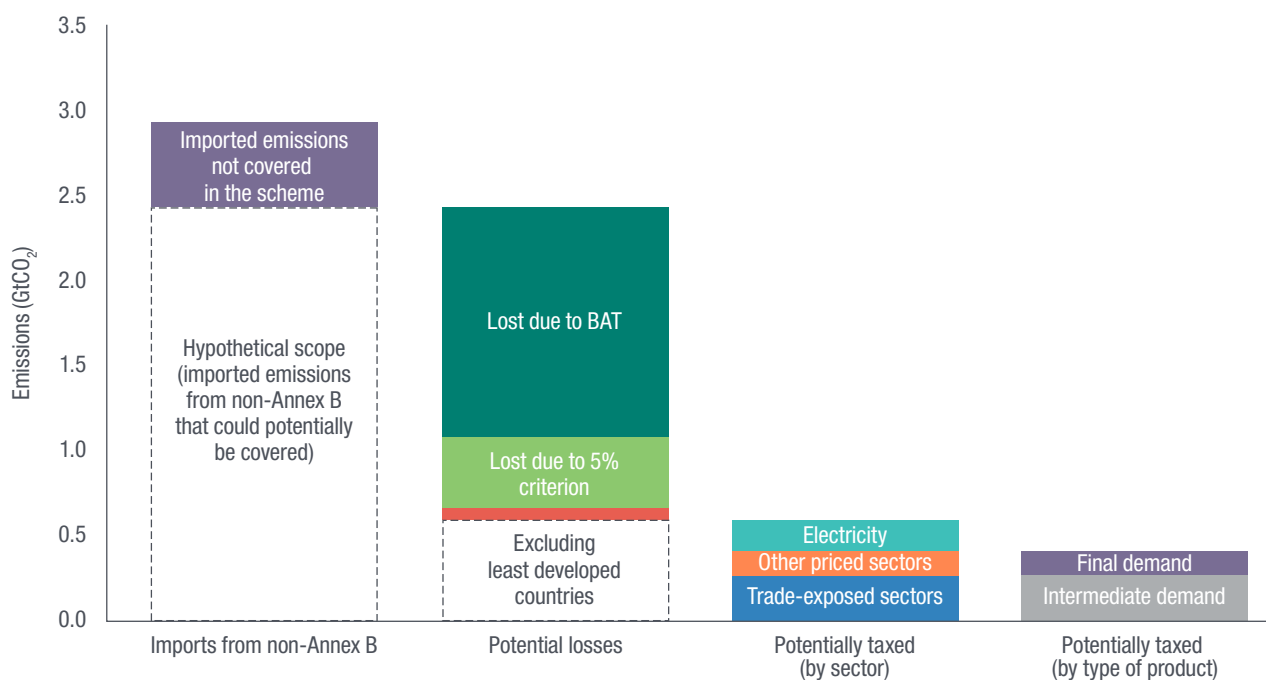 3.5
3.0
2.5
2.0
1.5
1.0
0.5
0.0
Emissions (GtCO₂)
Imported emissions
not covered
in the scheme
Hypothetical scope
(imported emissions
from non-Annex B
that could potentially
be covered)
Lost due to BAT
Lost due to 5%
criterion
Excluding
least developed
countries
Electricity
Other priced sectors
Trade-exposed sectors
Final demand
Intermediate demand
Imports from non-Annex B
Potential losses
Potentially taxed
(by sector)
Potentially taxed
(by type of product)